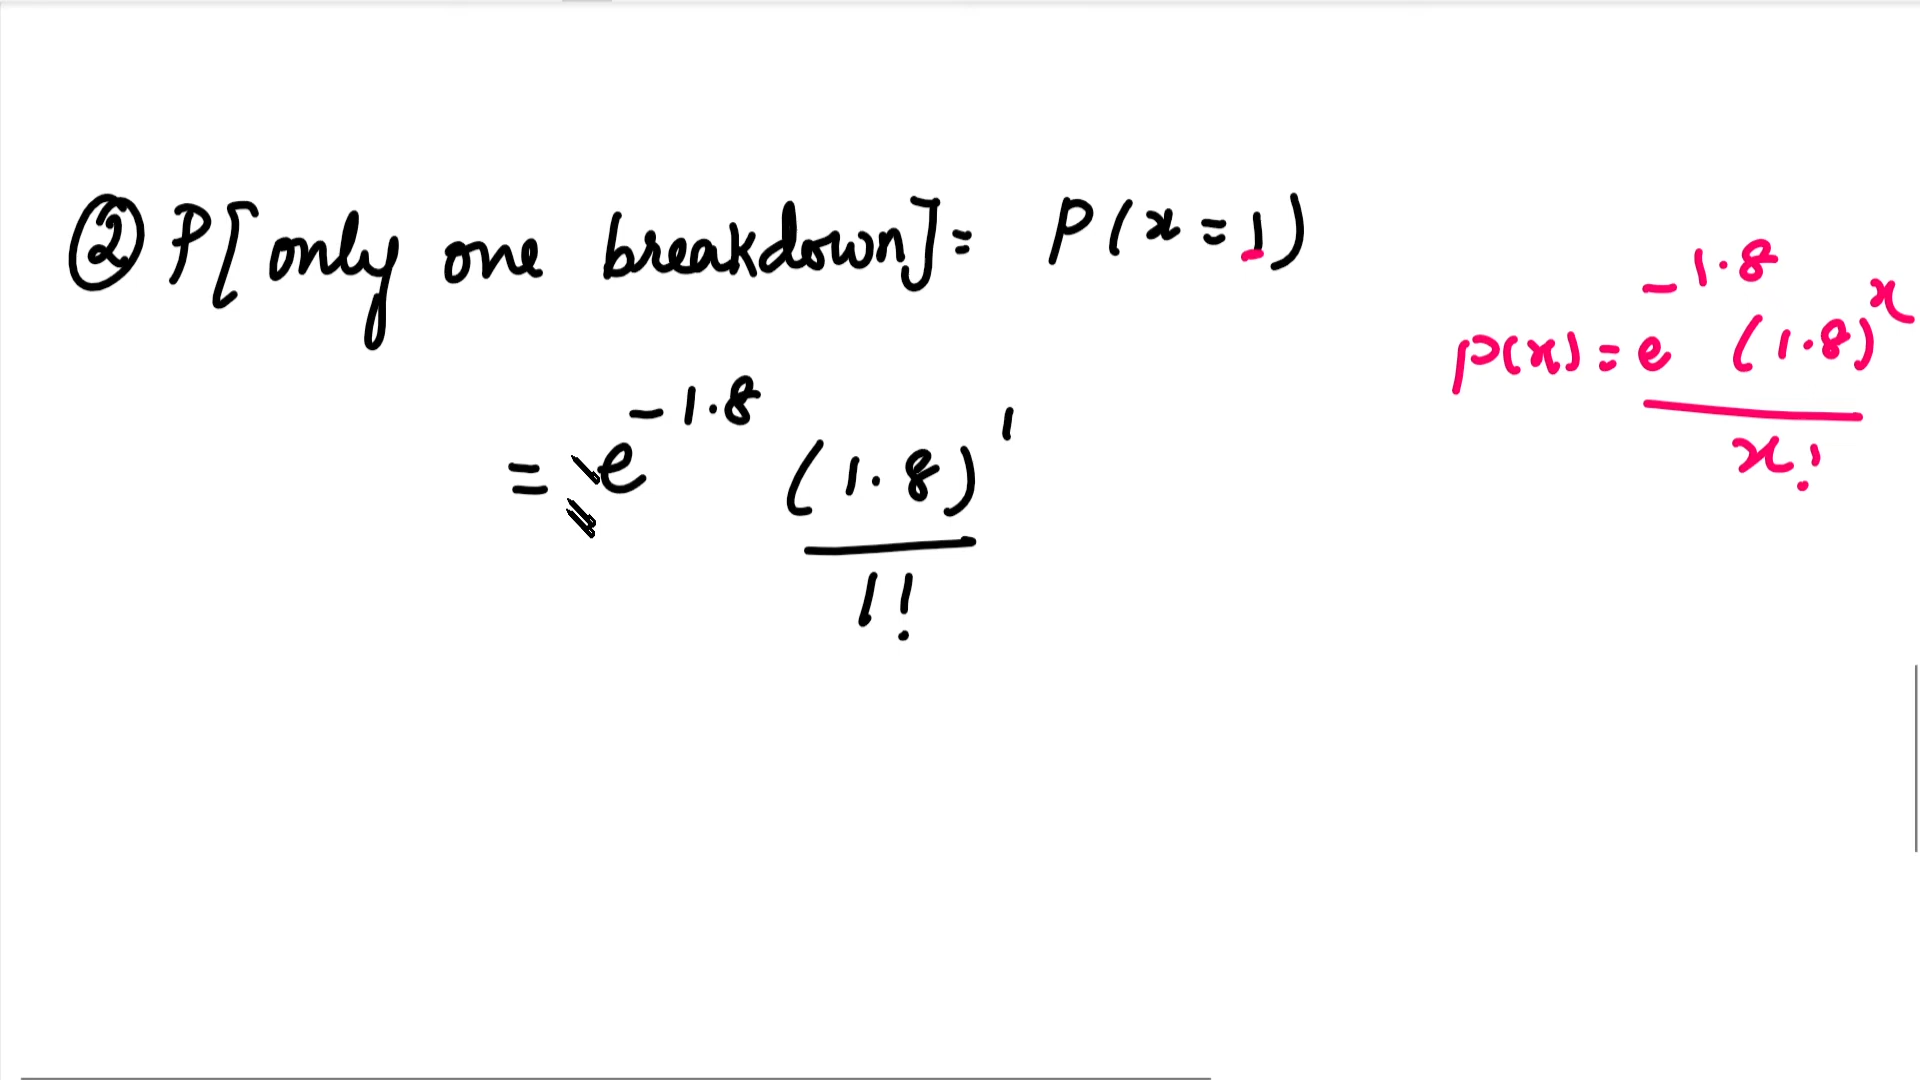 ② P[only one breakdown] = P(x=1)
p(x) = e^{-1.8} (1.8)^x / x!
= e^{-1.8} (1.8)^1 / 1!